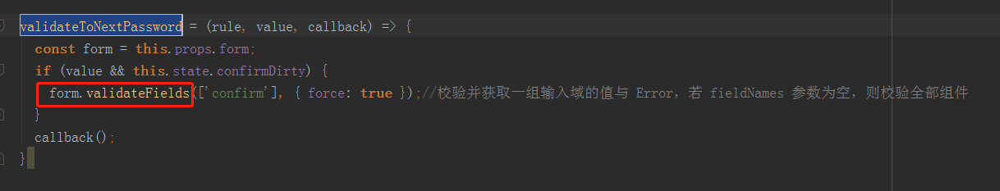 validateToNextPassword = (rule, value, callback) => {
const form = this.props.form;
if (value && this.state.confirmDirty) {
form.validateFields(['confirm'], { force: true });//校验并获取一组输入域的值与 Error，若 fieldNames 参数为空，则校验全部组件
}
callback();
}